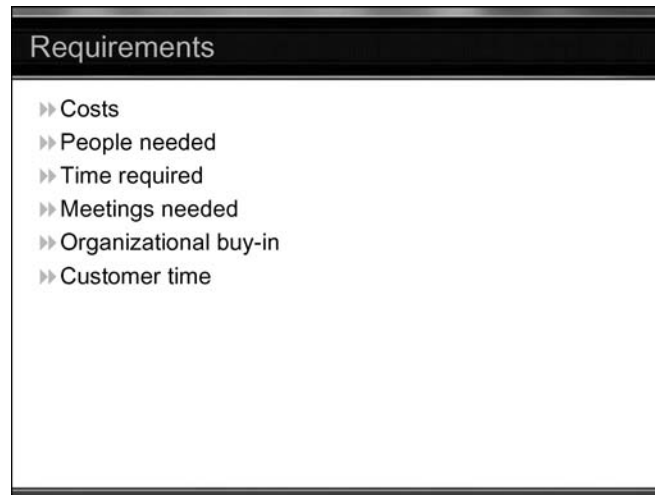 Requirements
Costs
People needed
Time required
Meetings needed
Organizational buy-in
Customer time